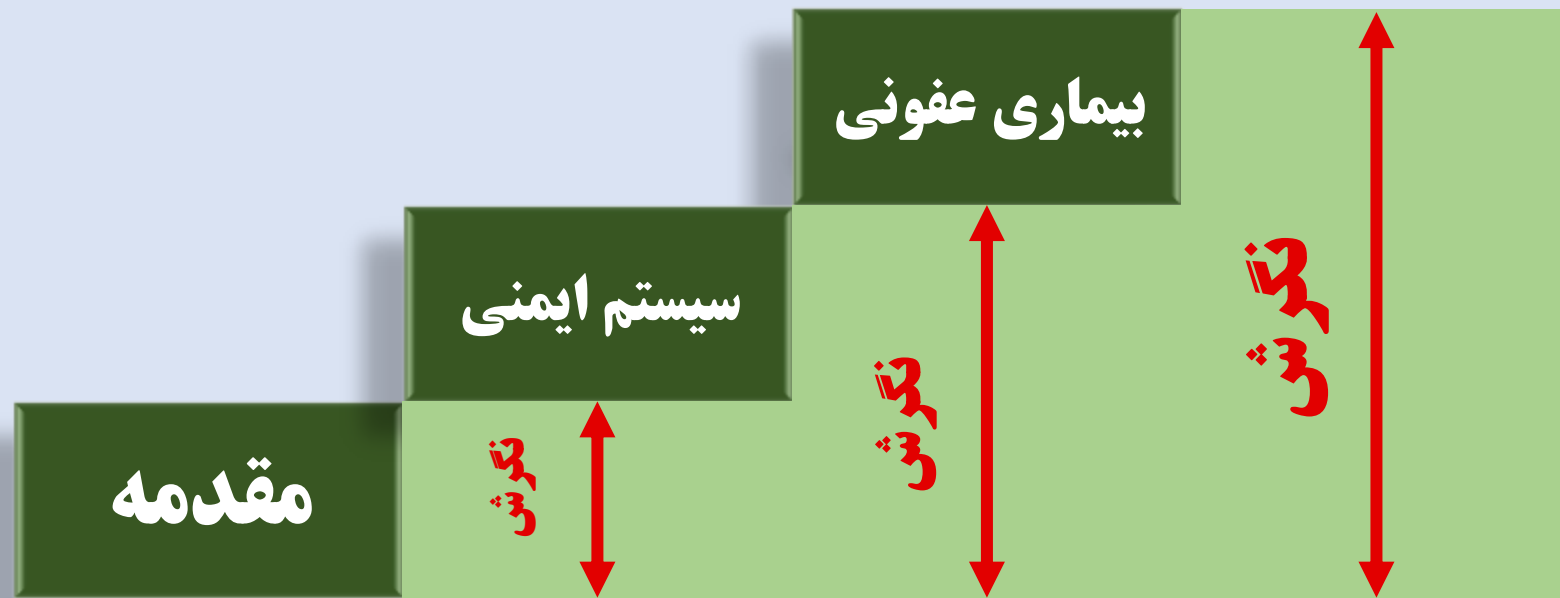 بیماری عفونی
سیستم ایمنی
مقدمه
نگرش
نگرش
نگرش